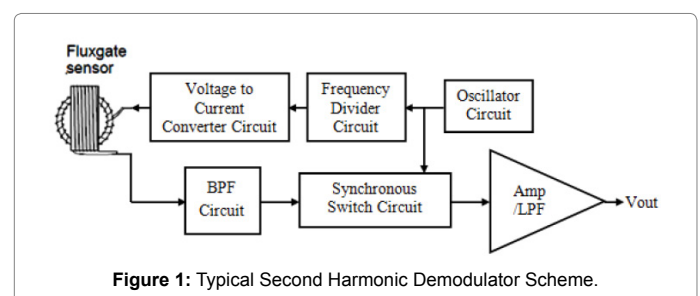 Fluxgate
sensor
Voltage to
Current
Converter Circuit
Frequency
Divider
Circuit
Oscillator
Circuit
BPF
Circuit
Synchronous
Switch Circuit
Amp
/LPF
Vout
Figure 1: Typical Second Harmonic Demodulator Scheme.